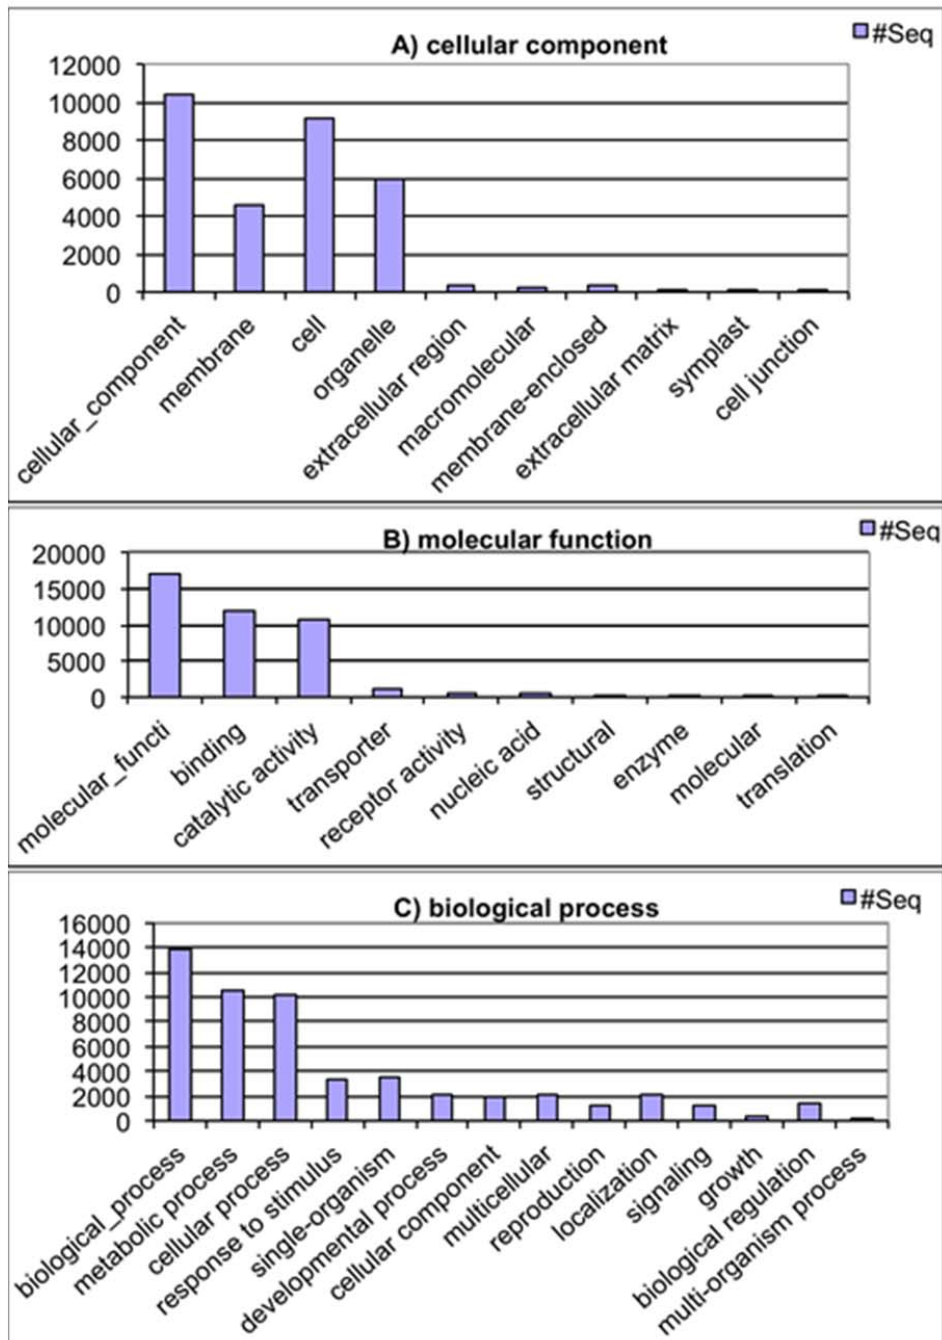 A) cellular component
#Seq
12000
10000
8000
6000
4000
2000
0
cellular_component
membrane
cell
organelle
extracellular region
macromolecular
membrane-enclosed
extracellular matrix
symplast
cell junction
B) molecular function
#Seq
20000
15000
10000
5000
0
molecular_functi
binding
catalytic activity
transporter
receptor activity
nucleic acid
structural
enzyme
molecular
translation
C) biological process
#Seq
16000
14000
12000
10000
8000
6000
4000
2000
0
biological_process
metabolic process
cellular process
response to stimulus
single-organism
developmental process
cellular component
multicellular
reproduction
localization
signaling
growth
biological regulation
multi-organism process